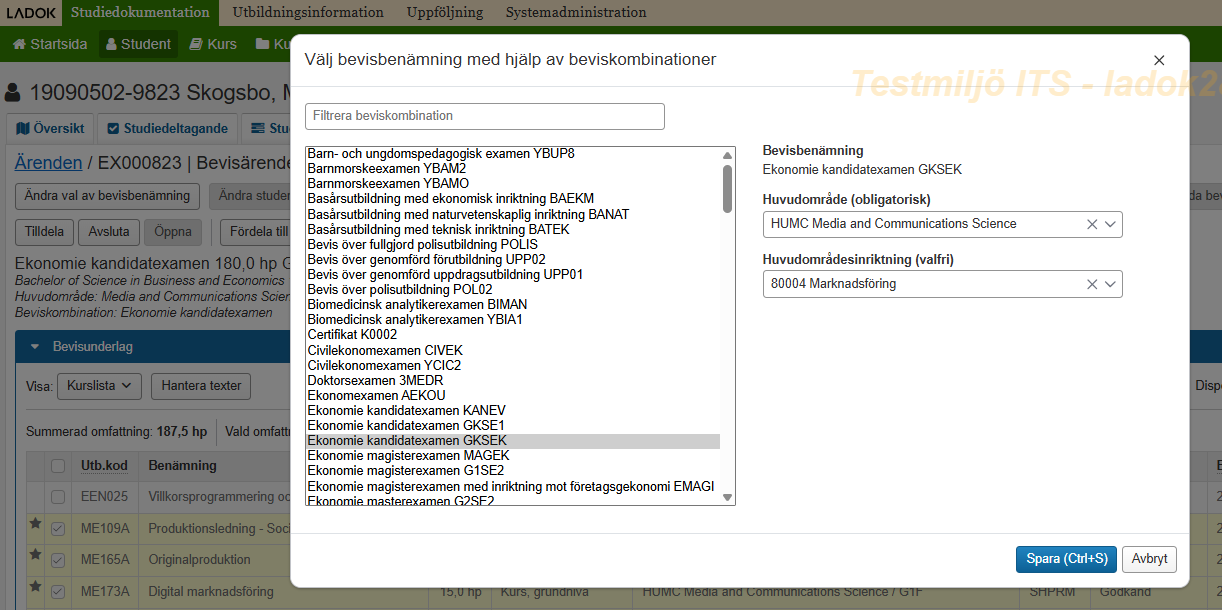 LADOK Studiedokumentation Utbildningsinformation Uppföljning Systemadministration
Startsida Student Kurs Ku
Välj bevisbenämning med hjälp av beviskombinationer
Testmiljö ITS - ladok2
19090502-9823 Skogsbo, M
Översikt Studiedeltagande Stu
Ärenden / EX000823 | Bevisärende
Ändra val av bevisbenämning Ändra studen
Tilldela Avsluta Öppna Fördela till
Ekonomie kandidatexamen 180,0 hp G
Bachelor of Science in Business and Economics
Huvudområde: Media and Communications Scien
Beviskombination: Ekonomie kandidatexamen
Bevisunderlag
Visa: Kurslista Hantera texter
Summerad omfattning: 187,5 hp Vald omfattn
Utb.kod Benämning
EEN025 Villkorsprogrammering oc
ME109A Produktionsledning - Soci
ME165A Originalproduktion
ME173A Digital marknadsföring 15,0 hp Kurs, grundnivå HUMC Media and Communications Science / G1F SHPRM Godkänd
Filtrera beviskombination
Barn- och ungdomspedagogisk examen YBUP8
Barnmorskeexamen YBAM2
Barnmorskeexamen YBAMO
Basårsutbildning med ekonomisk inriktning BAEKM
Basårsutbildning med naturvetenskaplig inriktning BANAT
Basårsutbildning med teknisk inriktning BATEK
Bevis över fullgjord polisutbildning POLIS
Bevis över genomförd förutbildning UPP02
Bevis över genomförd uppdragsutbildning UPP01
Bevis över polisutbildning POL02
Biomedicinsk analytikerexamen BIMAN
Biomedicinsk analytikerexamen YBIA1
Certifikat K0002
Civilekonomexamen CIVEK
Civilekonomexamen YCIC2
Doktorsexamen 3MEDR
Ekonomexamen AEKOU
Ekonomie kandidatexamen KANEV
Ekonomie kandidatexamen GKSE1
Ekonomie kandidatexamen GKSEK
Ekonomie magisterexamen MAGEK
Ekonomie magisterexamen G1SE2
Ekonomie magisterexamen med inriktning mot företagsgekonomi EMAGI
Ekonomie masterexamen G2SE2
Bevisbenämning
Ekonomie kandidatexamen GKSEK
Huvudområde (obligatorisk)
HUMC Media and Communications Science
Huvudområdesinriktning (valfri)
80004 Marknadsföring
Spara (Ctrl+S) Avbryt
da bev
Dispe